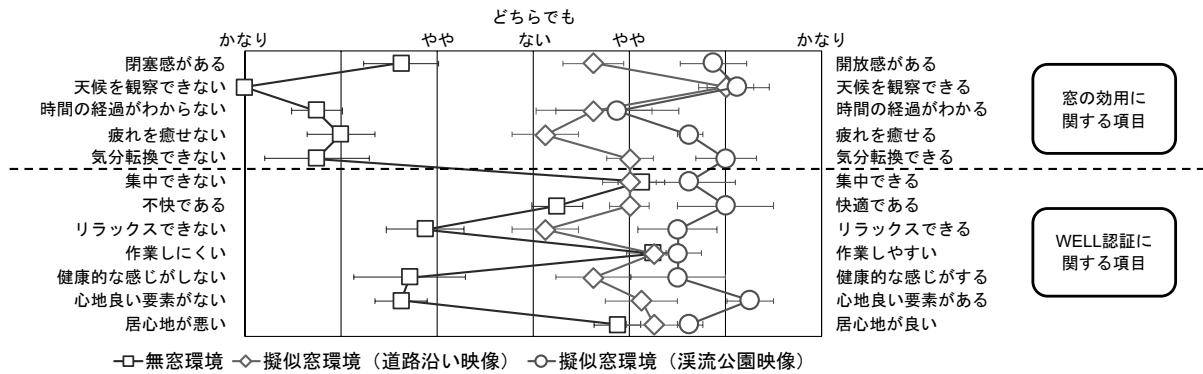 どちらでも
かなり やや ない やや かなり
閉塞感がある 開放感がある
天候を観察できない 天候を観察できる
時間の経過がわからない 時間の経過がわかる
疲れを癒せない 疲れを癒せる
気分転換できない 気分転換できる
窓の効用に
関する項目
集中できない 集中できる
不快である 快適である
リラックスできない リラックスできる
作業しにくい 作業しやすい
健康的な感じがしない 健康的な感じがする
心地良い要素がない 心地良い要素がある
居心地が悪い 居心地が良い
WELL認証に
関する項目
無窓環境 擬似窓環境（道路沿い映像） 擬似窓環境（渓流公園映像）